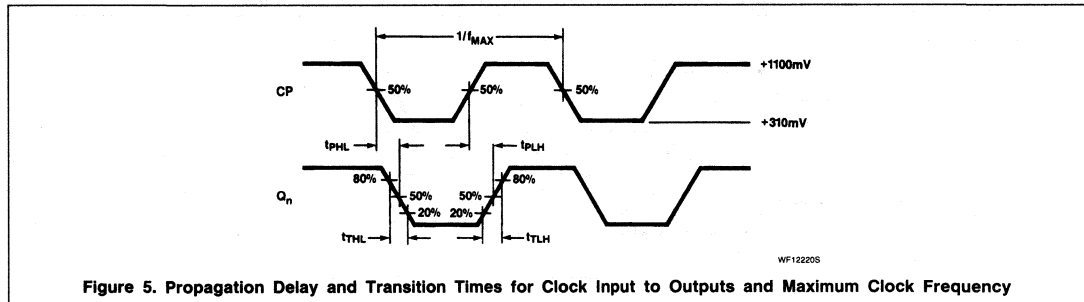 1/fMAX
+1100mV
CP
50%
50%
50%
+310mV
tPHL
tPLH
80%
80%
Qn
50%
50%
20%
20%
tTHL
tTLH
WF12220S
Figure 5. Propagation Delay and Transition Times for Clock Input to Outputs and Maximum Clock Frequency